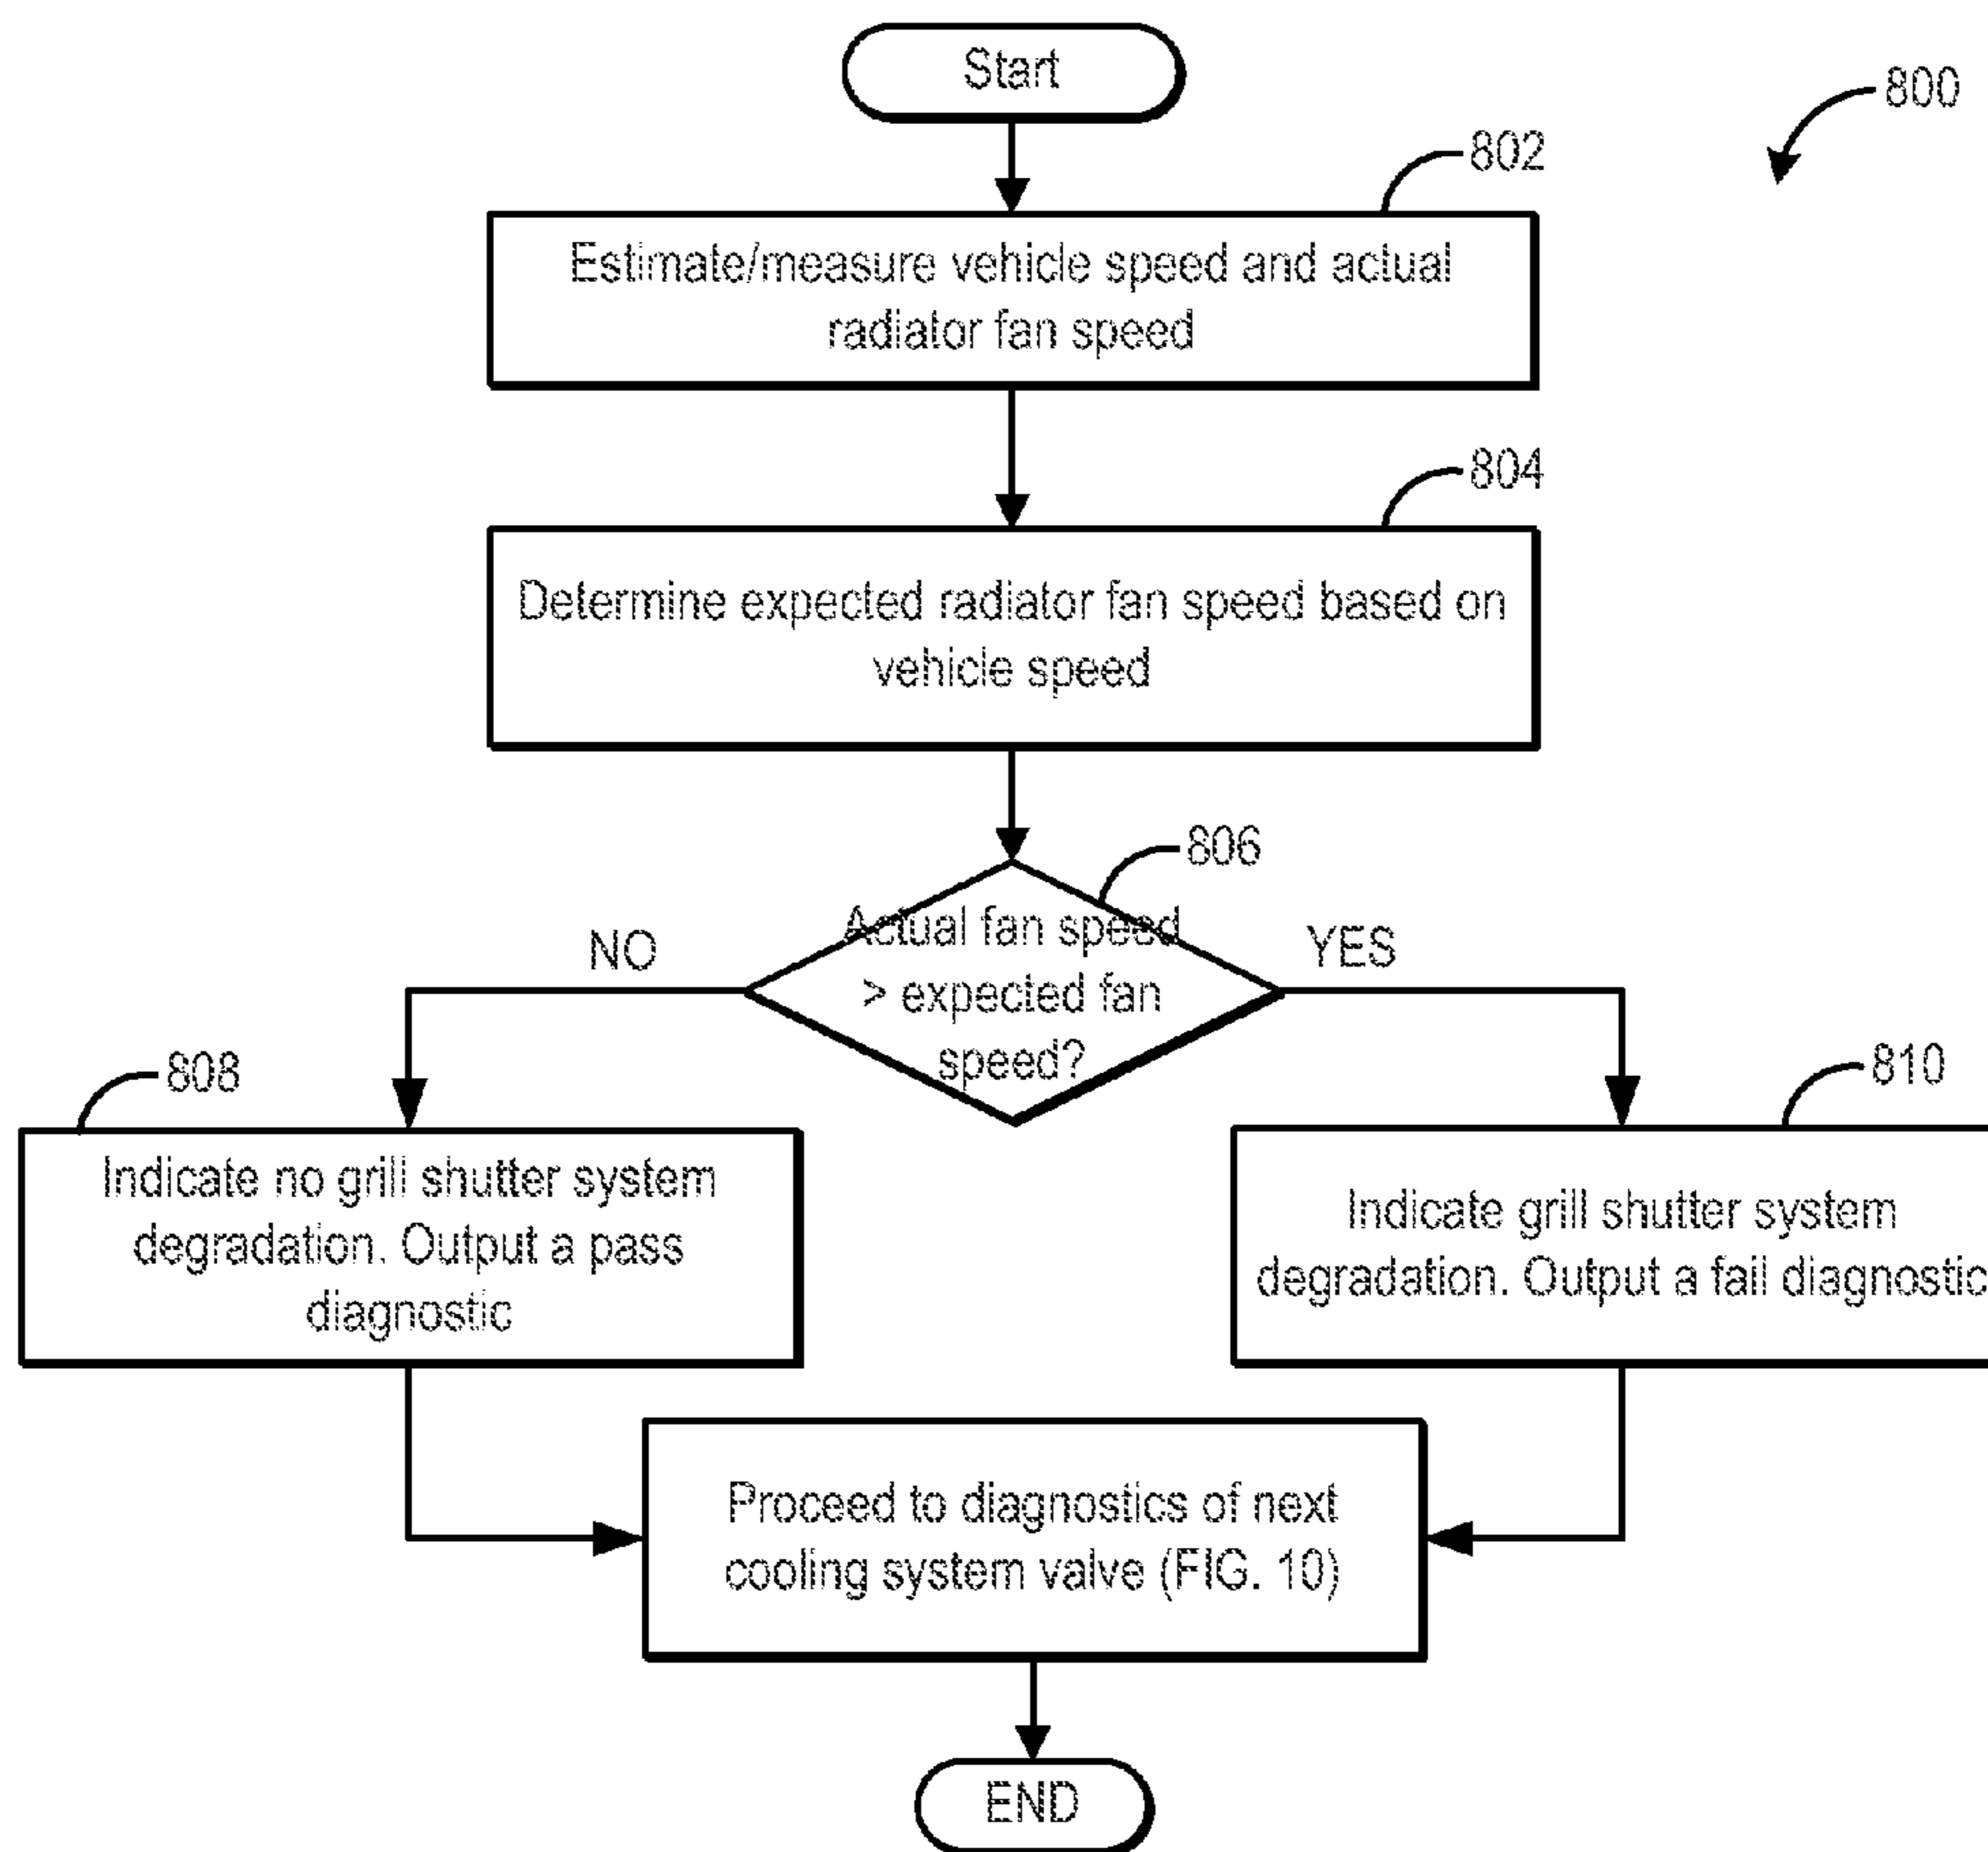 Start
800
802
Estimate/measure vehicle speed and actual
radiator fan speed
804
Determine expected radiator fan speed based on
vehicle speed
806
Actual fan speed
> expected fan
speed?
NO
YES
808
Indicate no grill shutter system
degradation. Output a pass
diagnostic
810
Indicate grill shutter system
degradation. Output a fail diagnostic
Proceed to diagnostics of next
cooling system valve (FIG. 10)
END